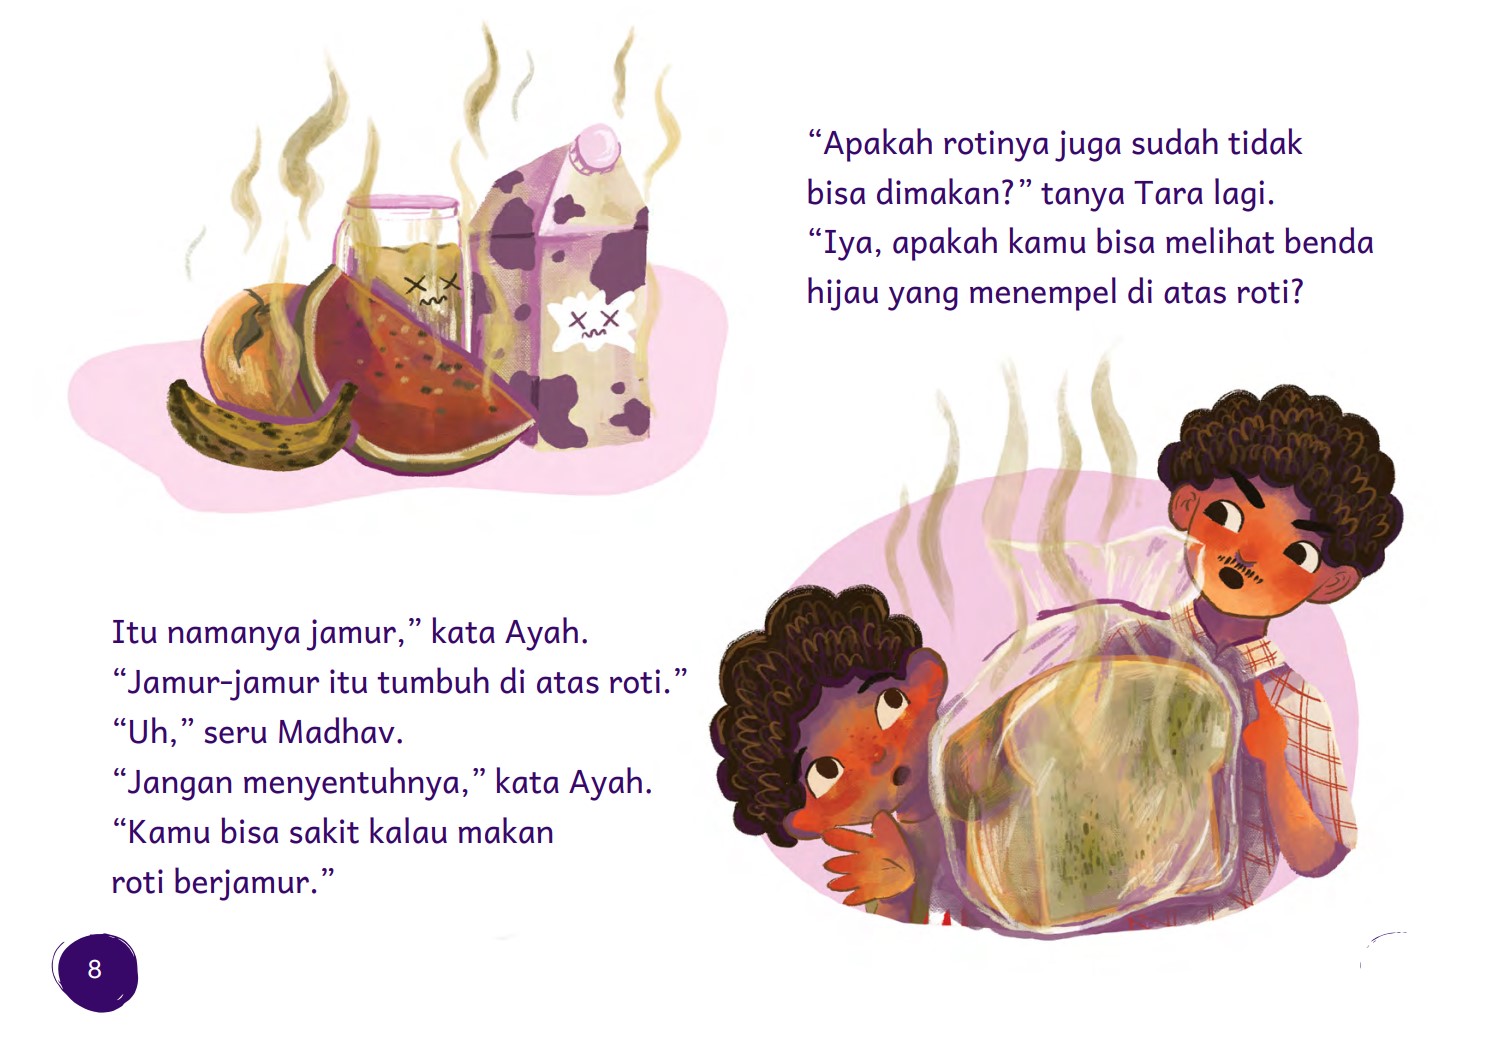 “Apakah rotinya juga sudah tidak
bisa dimakan?” tanya Tara lagi.
“Iya, apakah kamu bisa melihat benda
hijau yang menempel di atas roti?
Itu namanya jamur,” kata Ayah.
“Jamur-jamur itu tumbuh di atas roti.”
“Uh,” seru Madhav.
“Jangan menyentuhnya,” kata Ayah.
“Kamu bisa sakit kalau makan
roti berjamur.”
8